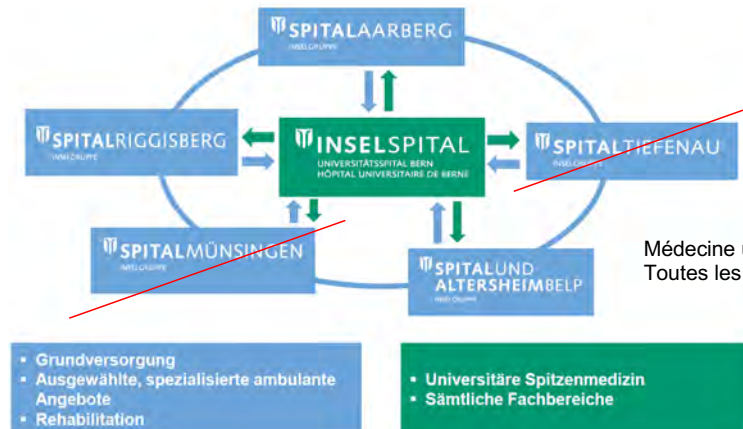 SPITALAARBERG
INSELGRUPPE
SPITALRIGGISBERG
INSELGRUPPE
INSELSPITAL
UNIVERSITÄTSSPITAL BERN
HÔPITAL UNIVERSITAIRE DE BERNE
SPITALTIEFENAU
INSELGRUPPE
SPITALMÜNSINGEN
INSELGRUPPE
SPITALUND
ALTERSHEIMBELP
INSELGRUPPE
Médecine
Toutes les
▪ Grundversorgung
▪ Ausgewählte, spezialisierte ambulante
Angebote
▪ Rehabilitation
▪ Universitäre Spitzenmedizin
▪ Sämtliche Fachbereiche